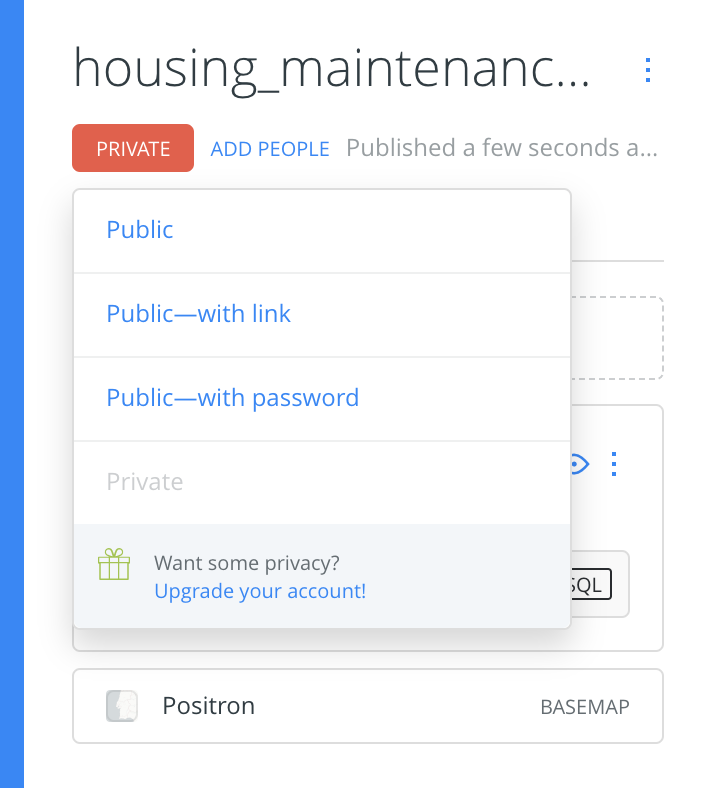 housing_maintenanc...
PRIVATE ADD PEOPLE Published a few seconds a...
Public
Public—with link
Public—with password
Private
Want some privacy?
Upgrade your account!
SQL
Positron BASEMAP